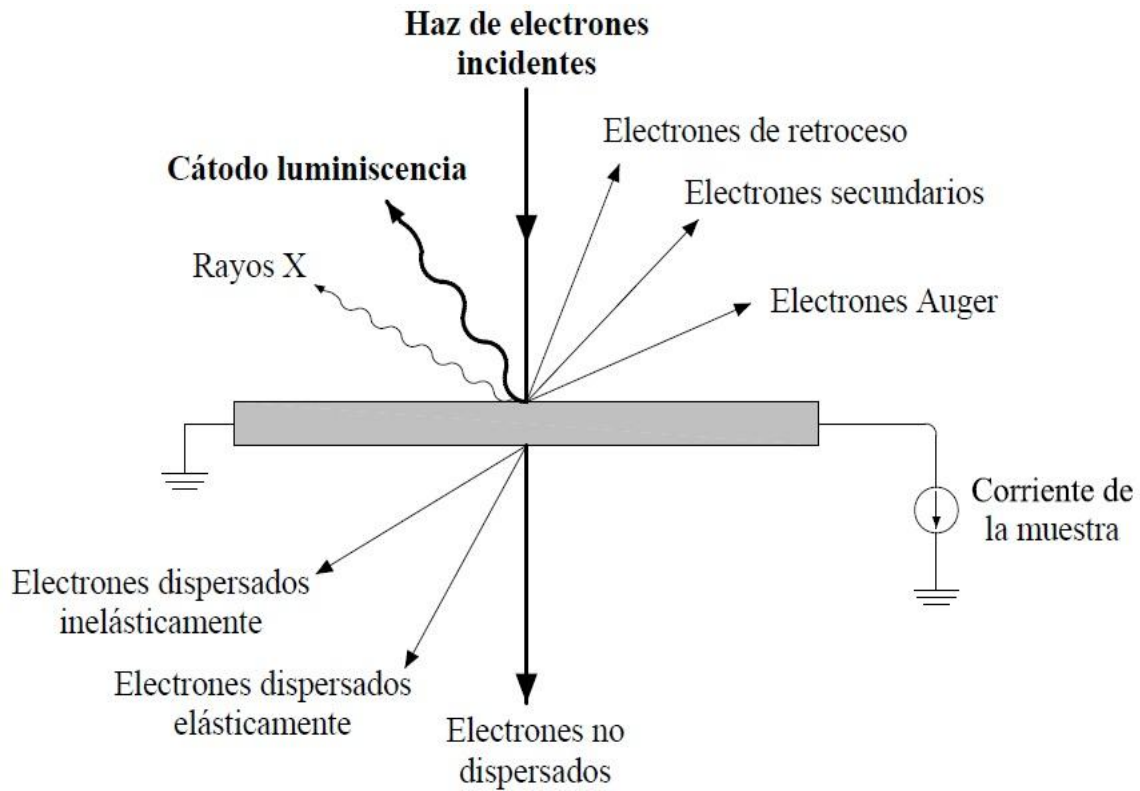 Haz de electrones
incidentes
Electrones de retroceso
Cátodo luminiscencia
Electrones secundarios
Rayos X
Electrones Auger
Corriente de
la muestra
Electrones dispersados
inelásticamente
Electrones dispersados
elásticamente
Electrones no
dispersados